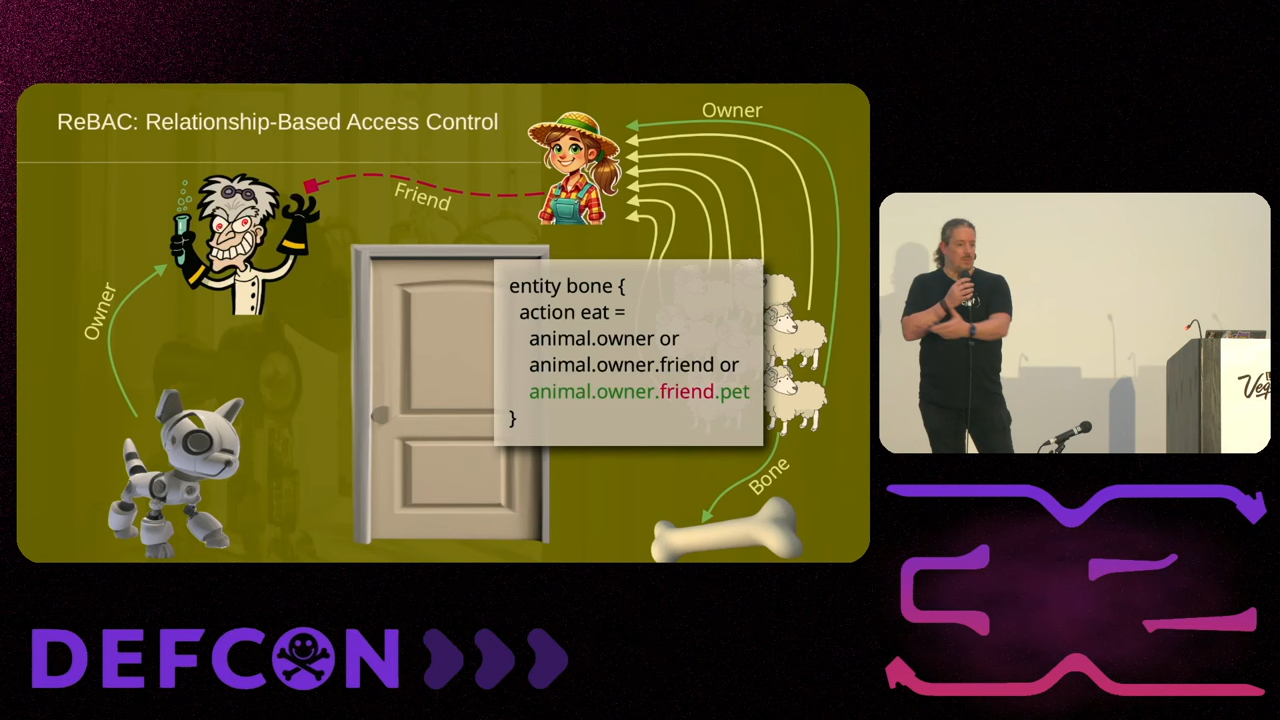 ReBAC: Relationship-Based Access Control
Owner
Friend
Owner
entity bone {
action eat =
animal.owner or
animal.owner.friend or
animal.owner.friend.pet
}
Bone
DEFCON